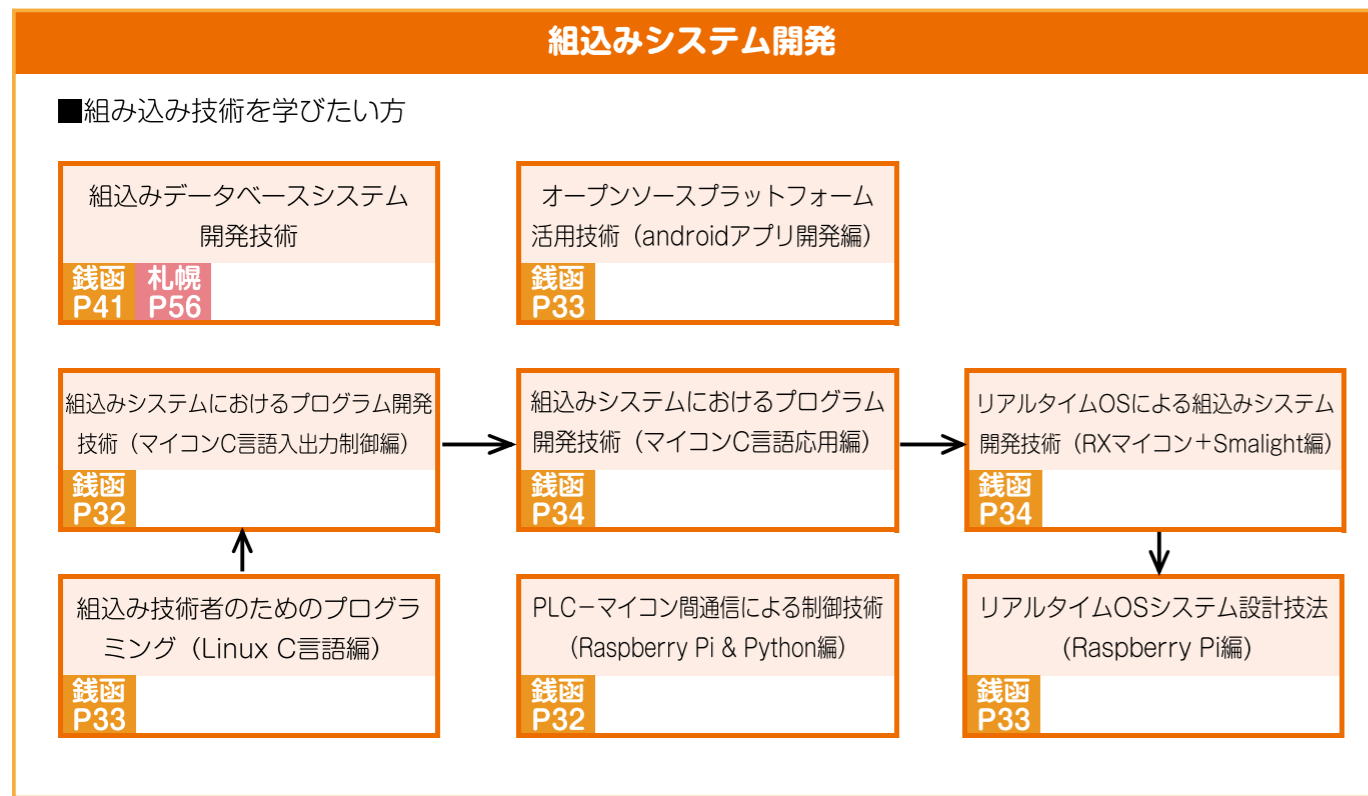 組込みシステム開発
■組み込み技術を学びたい方
組込みデータベースシステム
開発技術
銭函 札幌
P41 P56
オープンソースプラットフォーム
活用技術（androidアプリ開発編）
銭函
P33
組込みシステムにおけるプログラム開発
技術（マイコンC言語入出力制御編）
銭函
P32
組込みシステムにおけるプログラム
開発技術（マイコンC言語応用編）
銭函
P34
リアルタイムOSによる組込みシステム
開発技術（RXマイコン＋Smalight編）
銭函
P34
組込み技術者のためのプログラ
ミング（Linux C言語編）
銭函
P33
PLC－マイコン間通信による制御技術
（Raspberry Pi & Python編）
銭函
P32
リアルタイムOSシステム設計技法
（Raspberry Pi編）
銭函
P33